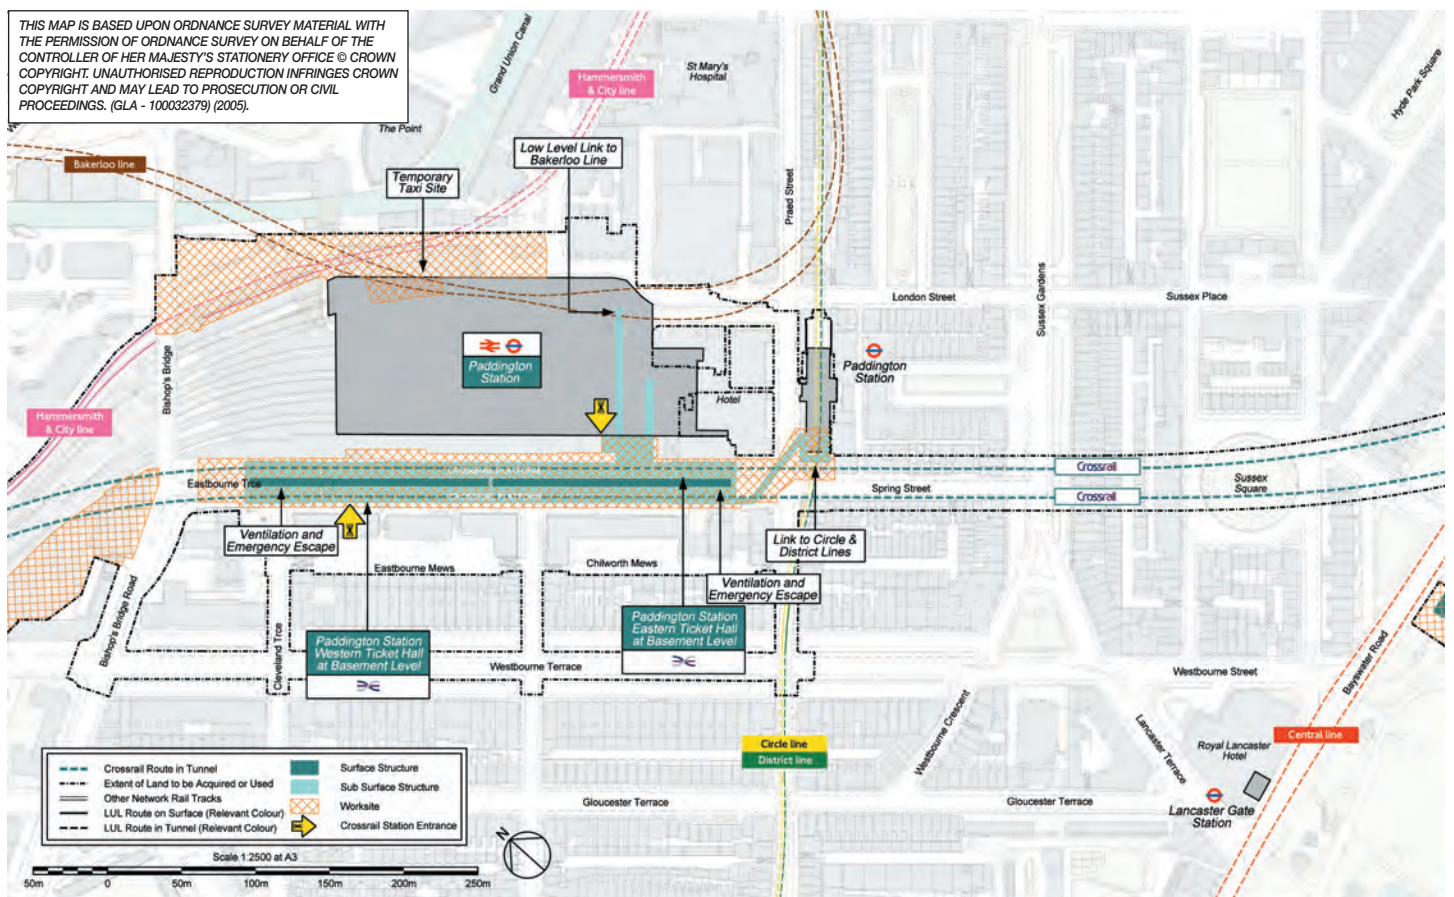 THIS MAP IS BASED UPON ORDNANCE SURVEY MATERIAL WITH
THE PERMISSION OF ORDNANCE SURVEY ON BEHALF OF THE
CONTROLLER OF HER MAJESTY'S STATIONERY OFFICE © CROWN
COPYRIGHT. UNAUTHORISED REPRODUCTION INFRINGES CROWN
COPYRIGHT AND MAY LEAD TO PROSECUTION OR CIVIL
PROCEEDINGS. (GLA - 100032379) (2005).
Grand Union Canal
Hammersmith
& City line
St Mary's
Hospital
Hyde Park Square
The Point
Bakerloo line
Low Level Link to
Bakerloo Line
Temporary
Taxi Site
Praed Street
London Street
Sussex Gardens
Sussex Place
Bishop's Bridge
Paddington
Station
Paddington
Station
Hotel
Hammersmith
& City line
Eastbourne Trce
Spring Street
Crossrail
Crossrail
Sussex
Square
Ventilation and
Emergency Escape
Link to Circle &
District Lines
Eastbourne Mews
Chilworth Mews
Ventilation and
Emergency Escape
Bishop's Bridge Road
Cleveland Trce
Paddington Station
Western Ticket Hall
at Basement Level
Paddington Station
Eastern Ticket Hall
at Basement Level
Westbourne Terrace
Westbourne Street
Bayswater Road
Westbourne Crescent
Lancaster Terrace
Circle line
District line
Central line
Royal Lancaster
Hotel
Gloucester Terrace
Gloucester Terrace
Lancaster Gate
Station
Crossrail Route in Tunnel
Extent of Land to be Acquired or Used
Other Network Rail Tracks
LUL Route on Surface (Relevant Colour)
LUL Route in Tunnel (Relevant Colour)
Surface Structure
Sub Surface Structure
Worksite
Crossrail Station Entrance
N
Scale 1:2500 at A3
50m 0 50m 100m 150m 200m 250m